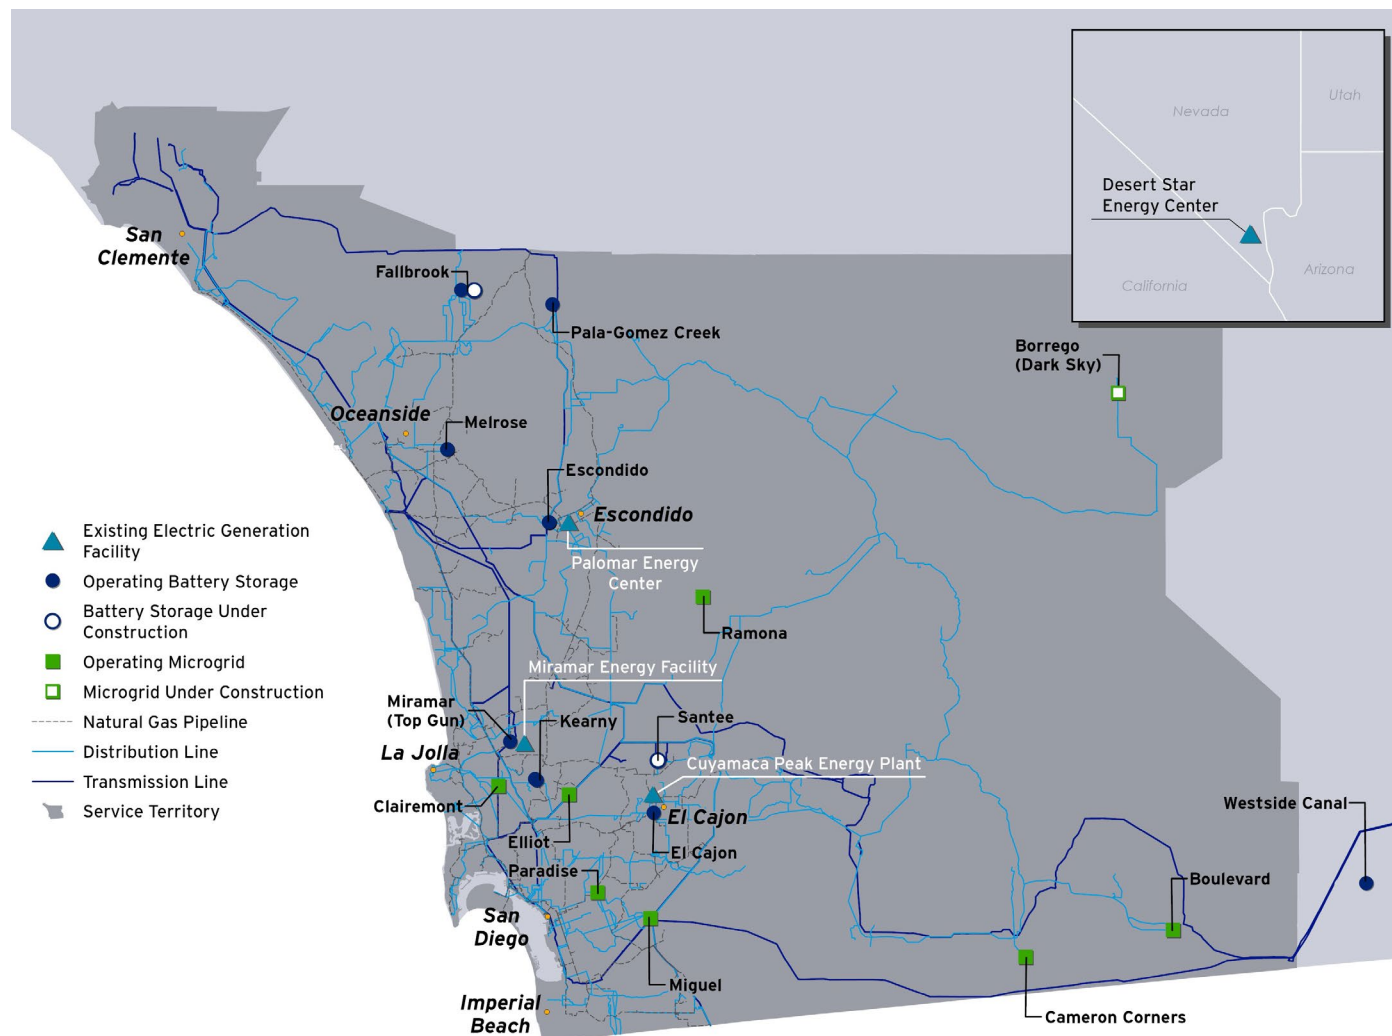 Nevada
Utah
Desert Star
Energy Center
California
Arizona
San
Clemente
Fallbrook
Pala-Gomez Creek
Borrego
(Dark Sky)
Oceanside
Melrose
Escondido
Escondido
Palomar Energy
Center
Ramona
Miramar Energy Facility
Miramar
(Top Gun)
Kearny
Santee
La Jolla
Cuyamaca Peak Energy Plant
Clairemont
El Cajon
Westside Canal
Elliot
El Cajon
Paradise
Boulevard
San
Diego
Miguel
Imperial
Beach
Cameron Corners
Existing Electric Generation
Facility
Operating Battery Storage
Battery Storage Under
Construction
Operating Microgrid
Microgrid Under Construction
Natural Gas Pipeline
Distribution Line
Transmission Line
Service Territory